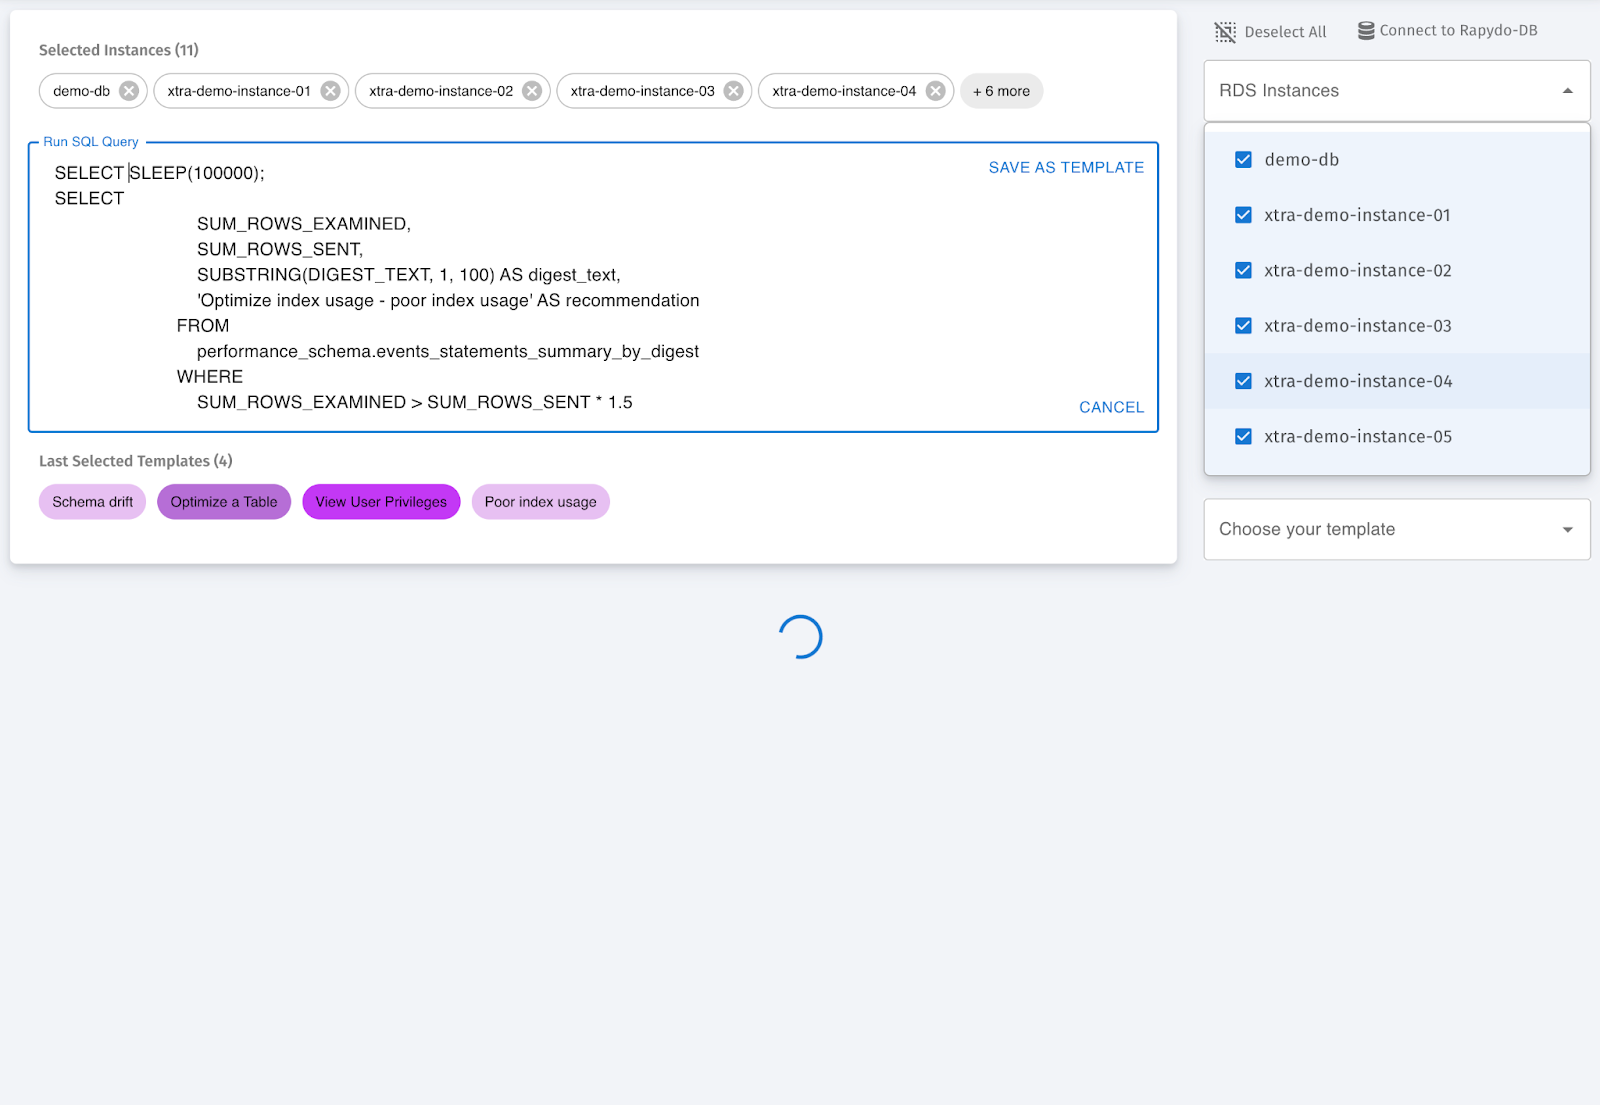 Selected Instances (11)
demo-db xtra-demo-instance-01 xtra-demo-instance-02 xtra-demo-instance-03 xtra-demo-instance-04 + 6 more
Run SQL Query
SELECT SLEEP(100000);
SAVE AS TEMPLATE
SELECT
SUM_ROWS_EXAMINED,
SUM_ROWS_SENT,
SUBSTRING(DIGEST_TEXT, 1, 100) AS digest_text,
'Optimize index usage - poor index usage' AS recommendation
FROM
performance_schema.events_statements_summary_by_digest
WHERE
SUM_ROWS_EXAMINED > SUM_ROWS_SENT * 1.5
CANCEL
Last Selected Templates (4)
Schema drift Optimize a Table View User Privileges Poor index usage
Deselect All Connect to Rapydo-DB
RDS Instances
demo-db
xtra-demo-instance-01
xtra-demo-instance-02
xtra-demo-instance-03
xtra-demo-instance-04
xtra-demo-instance-05
Choose your template